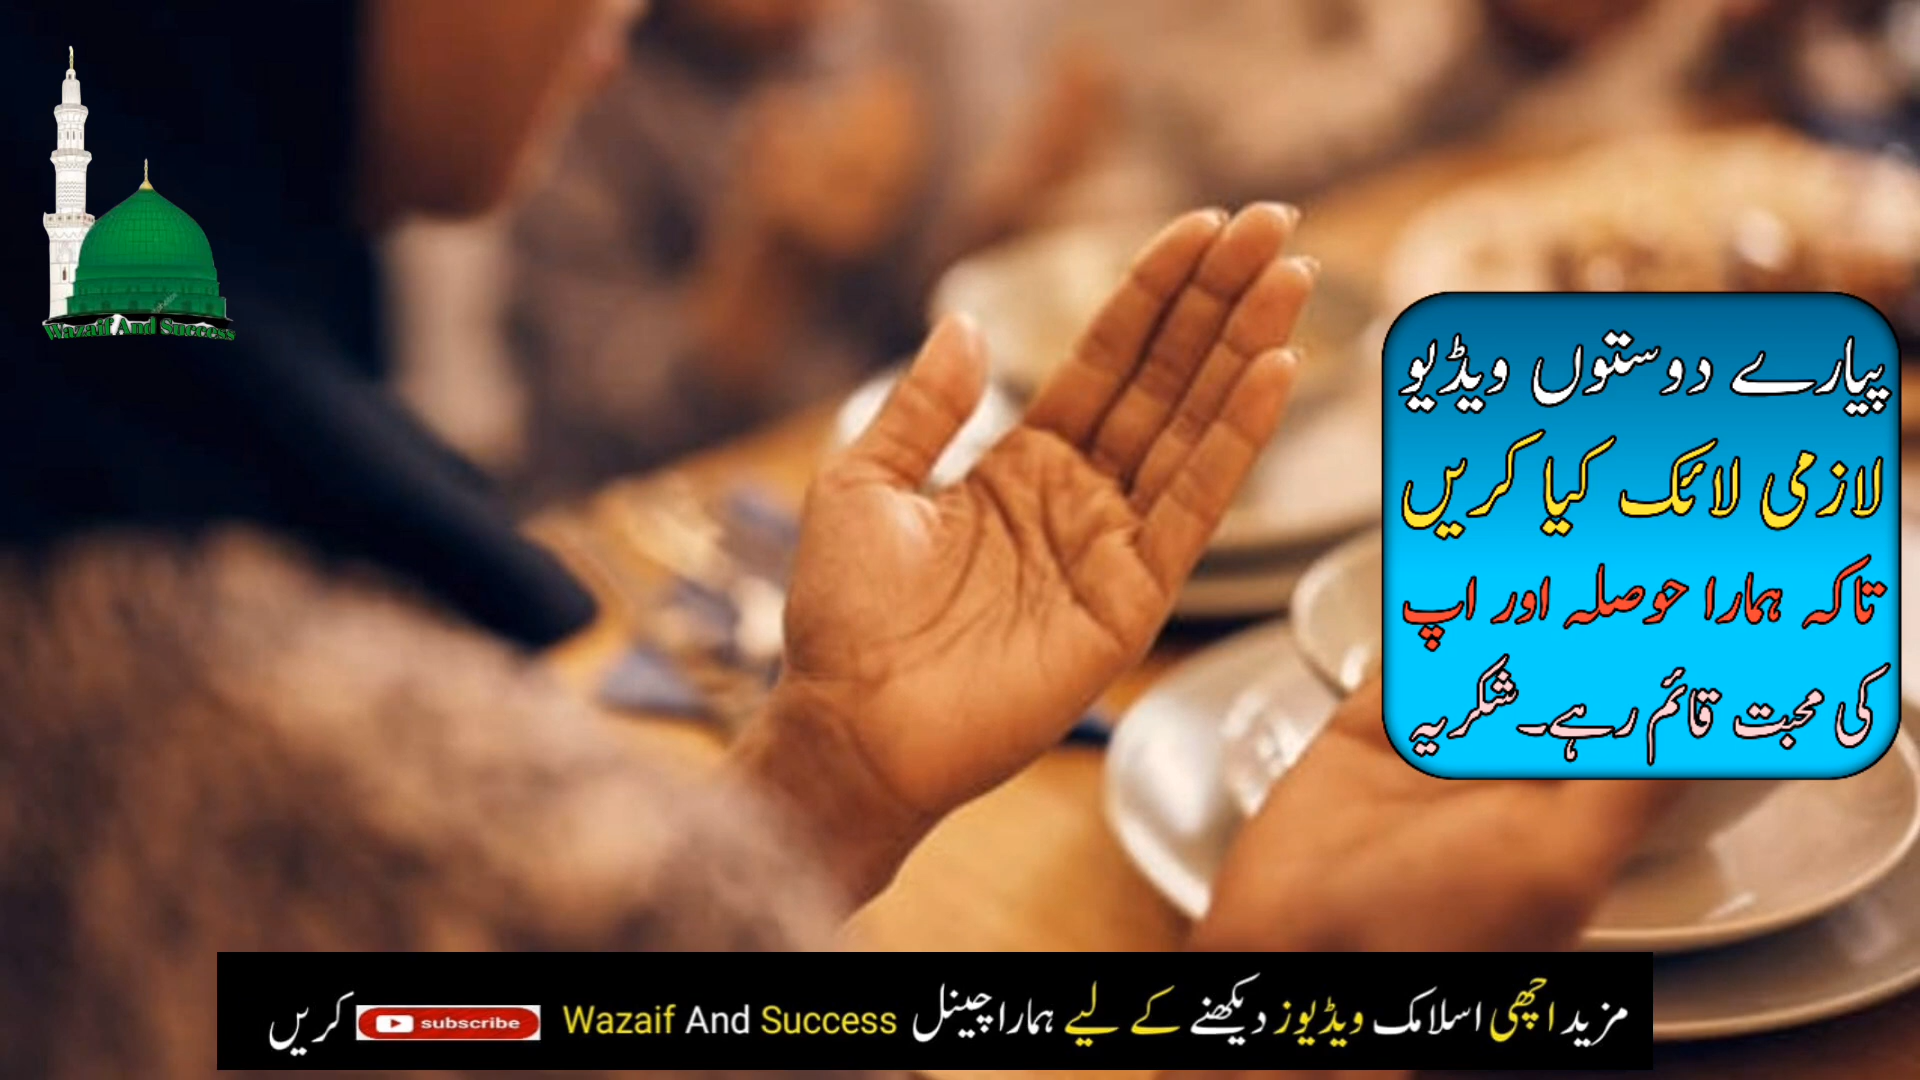 Wazaif And Success
پیارے دوستوں ویڈیو
لازمی لائک کیا کریں
تاکہ ہمارا حوصلہ اور اپ
کی محبت قائم رہے۔ شکریہ
مزید اچھی اسلامک ویڈیوز دیکھنے کے لیے ہمارا چینل Wazaif And Success subscribe کریں